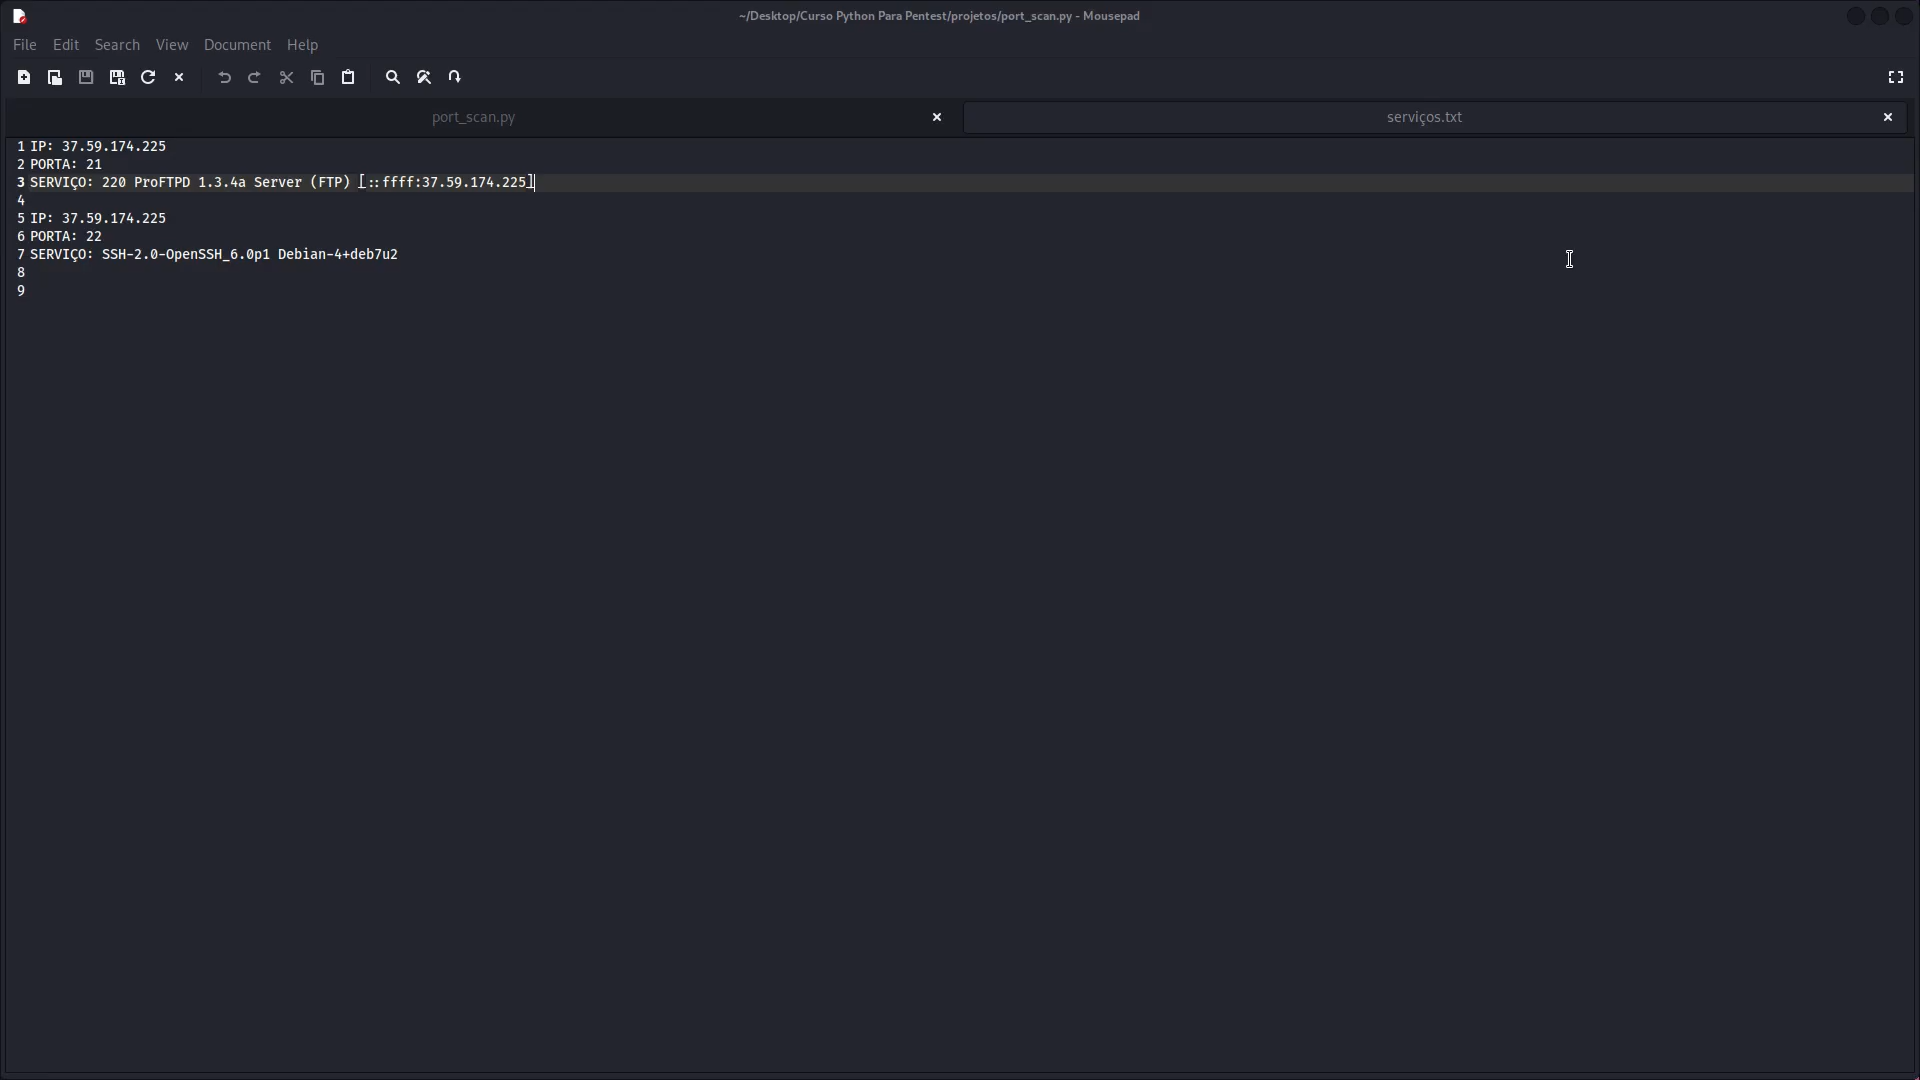 ~/Desktop/Curso Python Para Pentest/projetos/port_scan.py - Mousepad
File Edit Search View Document Help
port_scan.py serviços.txt
1 IP: 37.59.174.225
2 PORTA: 21
3 SERVIÇO: 220 ProFTPD 1.3.4a Server (FTP) [::ffff:37.59.174.225]
4
5 IP: 37.59.174.225
6 PORTA: 22
7 SERVIÇO: SSH-2.0-OpenSSH_6.0p1 Debian-4+deb7u2
8
9